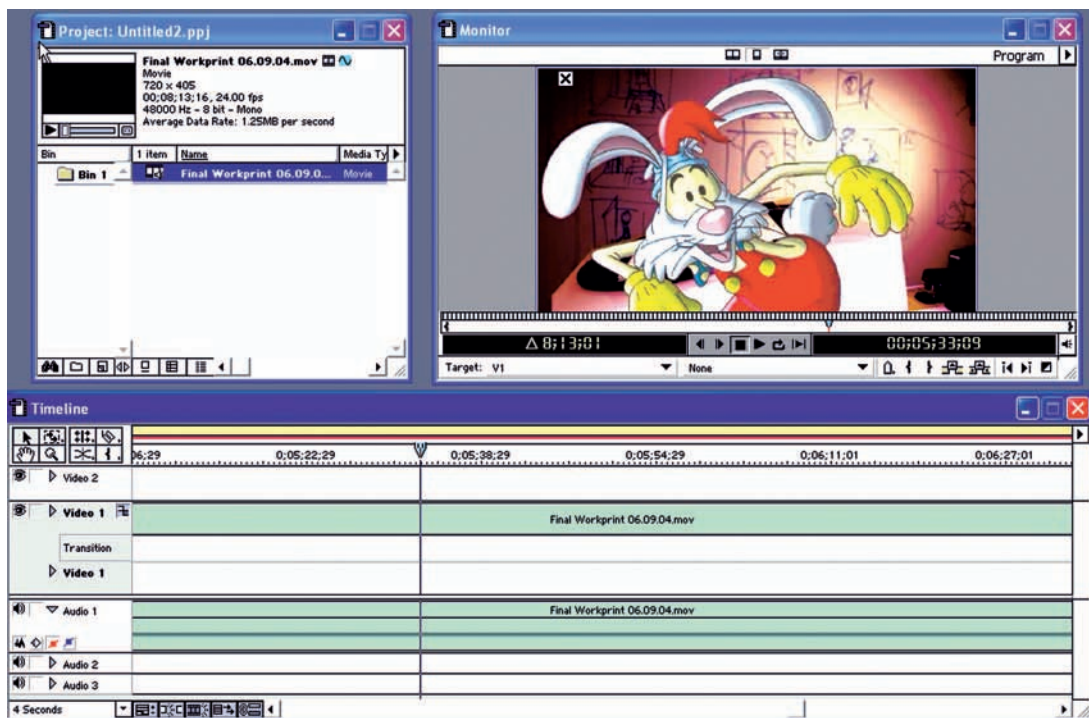 Project: Untitled2.ppj
Final Workprint 06.09.04.mov
Movie
720 x 405
00;08;13;16, 24.00 fps
48000 Hz - 8 bit - Mono
Average Data Rate: 1.25MB per second
Bin
1 item
Name
Media Ty
Bin 1
Final Workprint 06.09.0...
Movie
Monitor
Program
Δ 8;13;01
00;05;33;09
Target: V1
None
Timeline
06;29
0;05;22;29
0;05;38;29
0;05;54;29
0;06;11;01
0;06;27;01
Video 2
Video 1
Final Workprint 06.09.04.mov
Transition
Video 1
Audio 1
Final Workprint 06.09.04.mov
Audio 2
Audio 3
4 Seconds